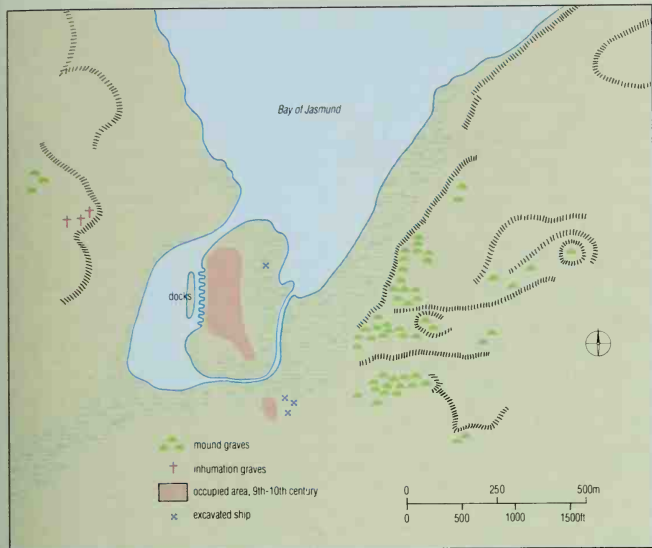 Bay of Jasmund
docks
mound graves
inhumation graves
occupied area, 9th-10th century
excavated ship
0 250 500m
0 500 1000 1500ft